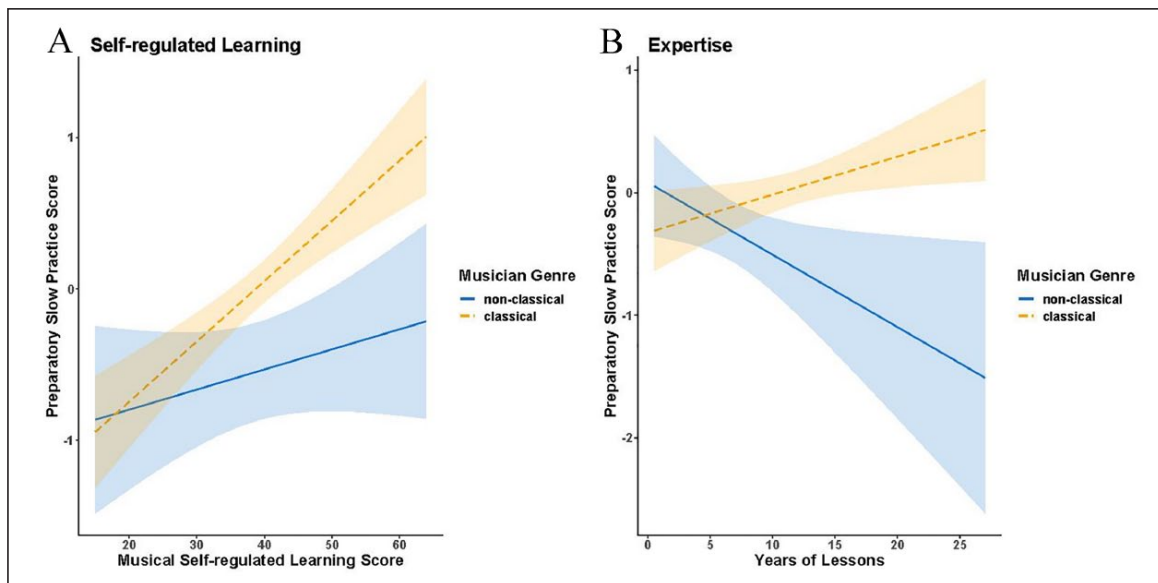 A Self-regulated Learning
Preparatory Slow Practice Score
1
0
-1
20 30 40 50 60
Musical Self-regulated Learning Score
Musician Genre
non-classical
classical
B Expertise
Preparatory Slow Practice Score
1
0
-1
-2
0 5 10 15 20 25
Years of Lessons
Musician Genre
non-classical
classical